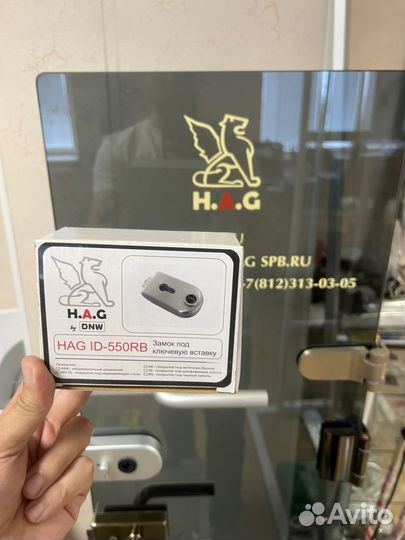 H.A.G
U
G SPB.RU
7(812)313-03-05
H.A.G
by DNW
HAG ID-550RB
Замок под
ключевую вставку
Avito